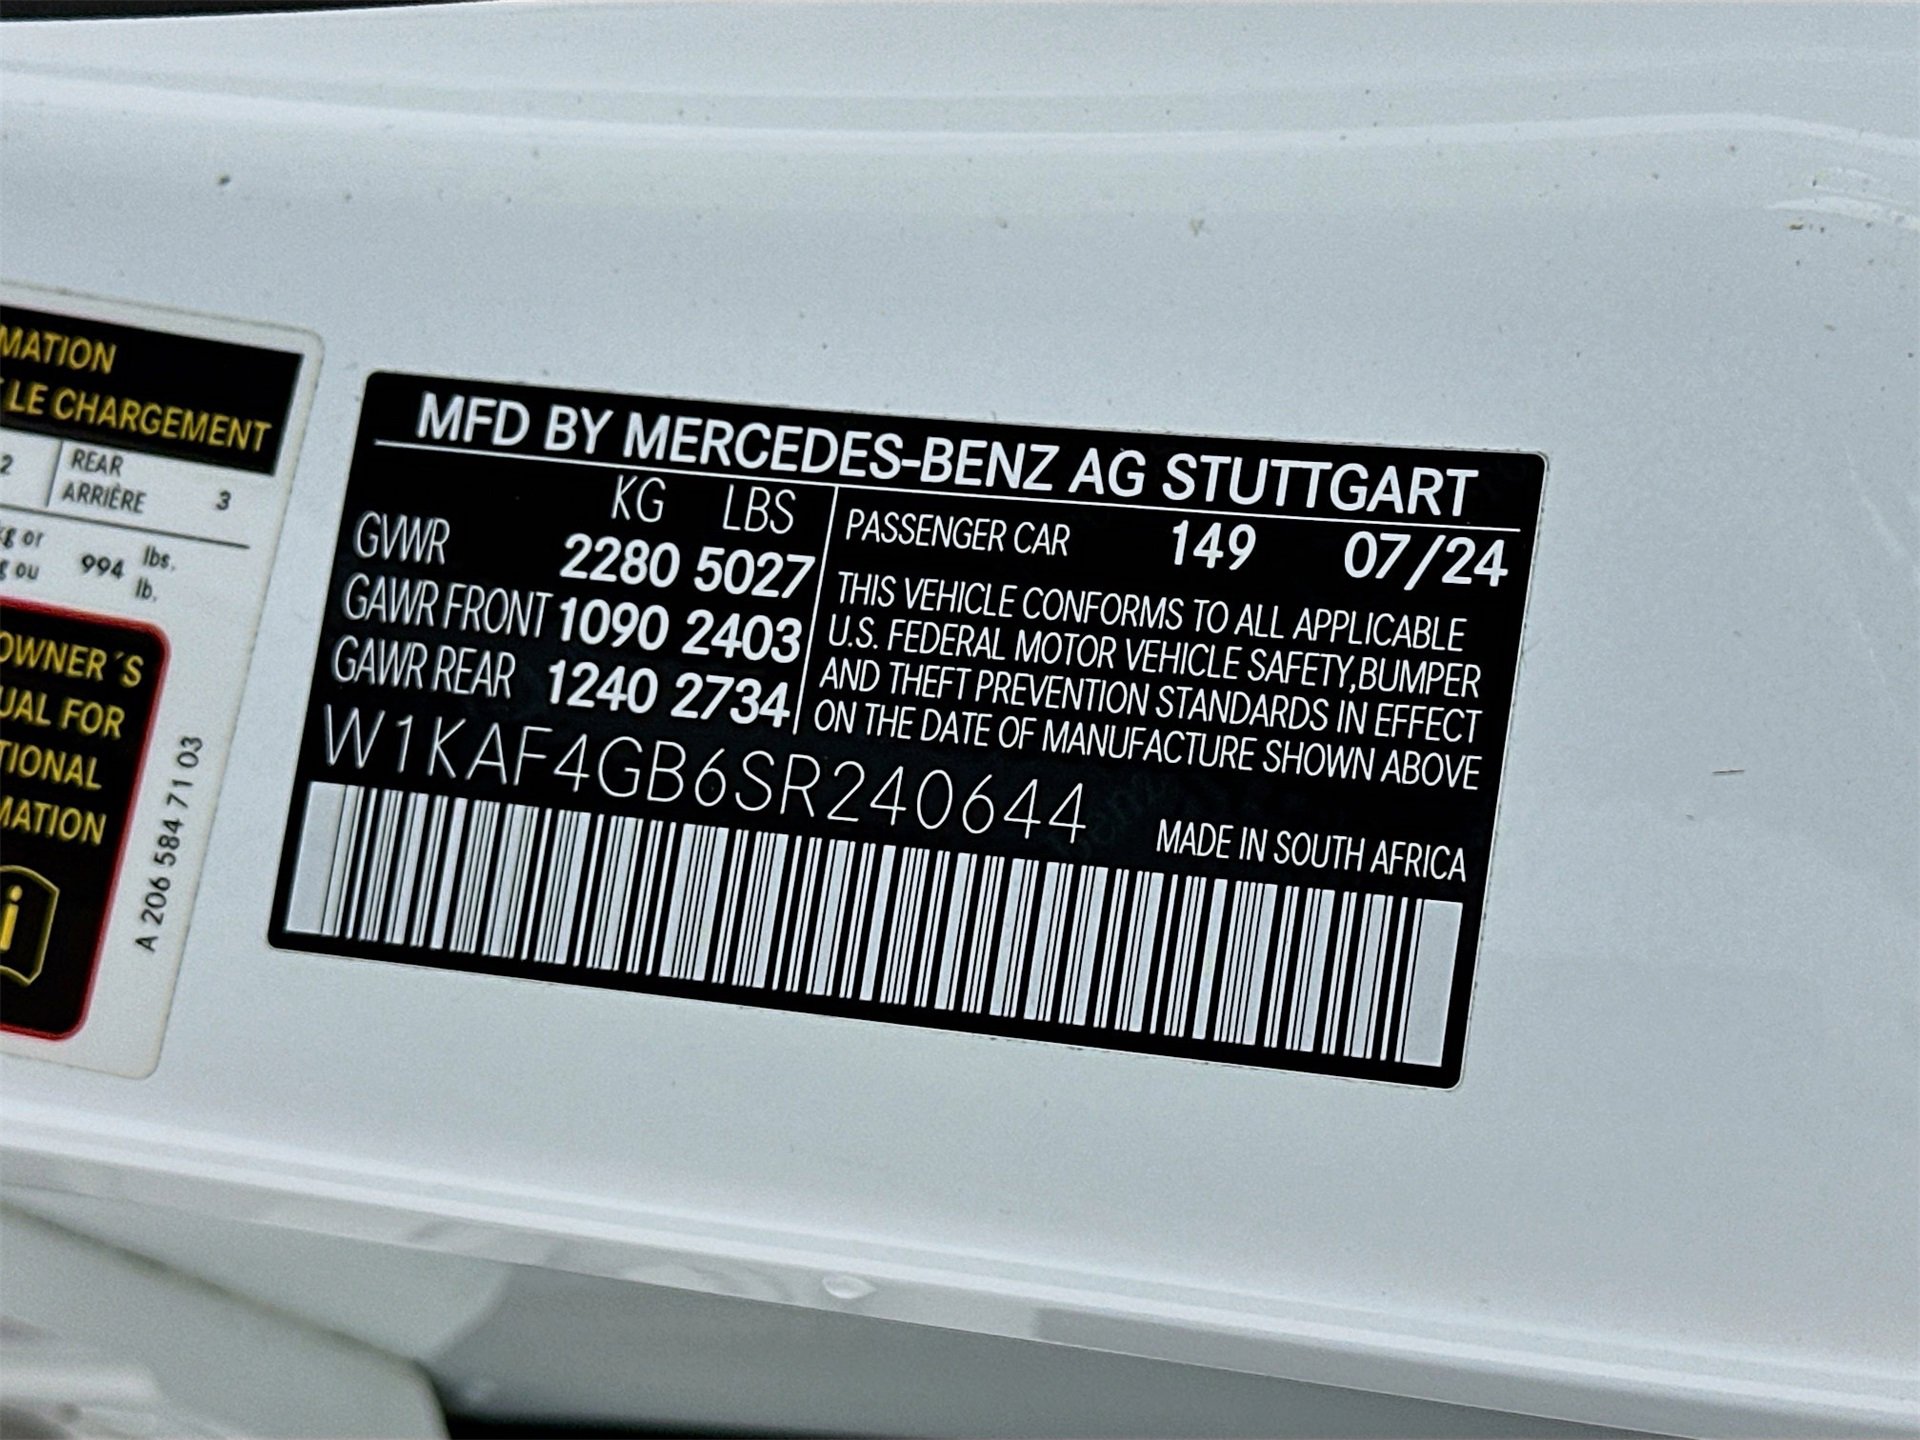 MATION
LE CHARGEMENT
2 REAR
ARRIÈRE 3
kg or
ou 994 lbs.
lb.
OWNER´S
UAL FOR
TIONAL
MATION
i
A 206 584 71 03
MFD BY MERCEDES-BENZ AG STUTTGART
KG LBS
GVWR 2280 5027
GAWR FRONT 1090 2403
GAWR REAR 1240 2734
PASSENGER CAR 149 07/24
THIS VEHICLE CONFORMS TO ALL APPLICABLE
U.S. FEDERAL MOTOR VEHICLE SAFETY,BUMPER
AND THEFT PREVENTION STANDARDS IN EFFECT
ON THE DATE OF MANUFACTURE SHOWN ABOVE
W1KAF4GB6SR240644
MADE IN SOUTH AFRICA